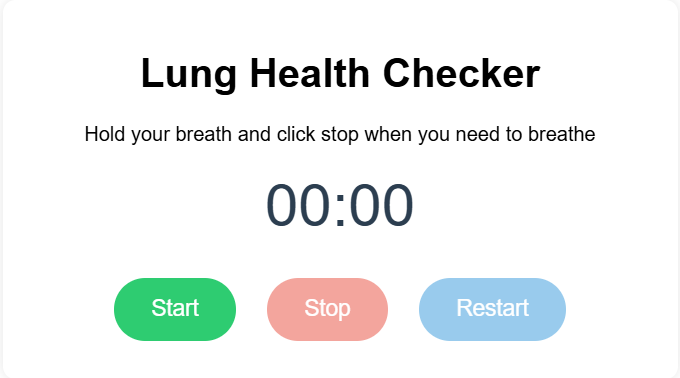 Lung Health Checker
Hold your breath and click stop when you need to breathe
00:00
Start Stop Restart